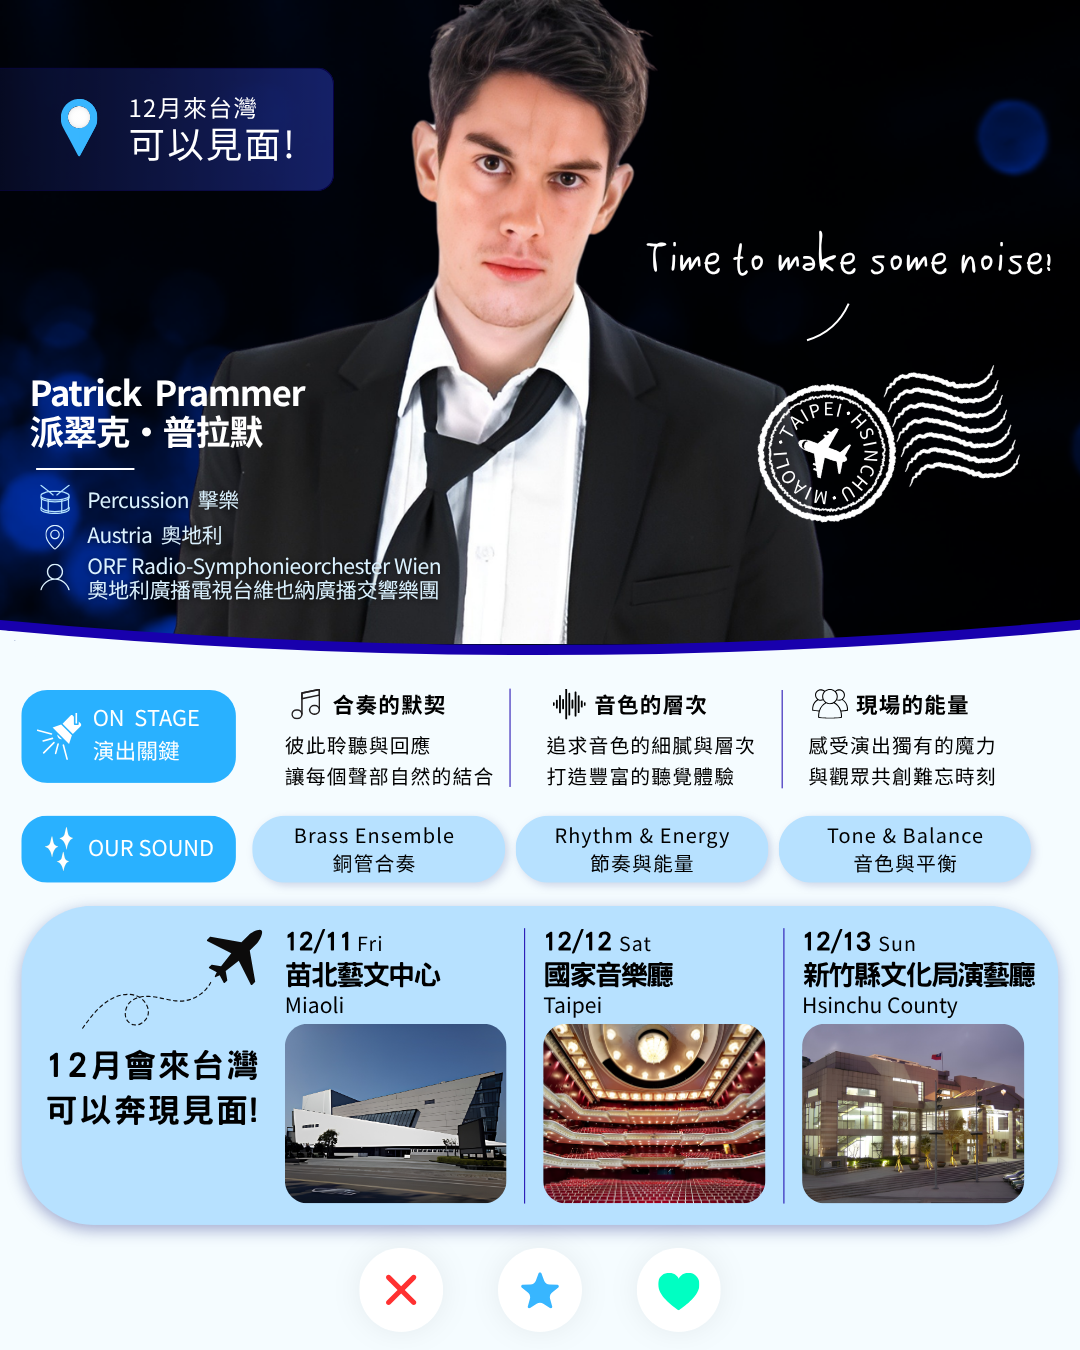 12月來台灣
可以見面!
Time to make some noise!
Patrick Prammer
派翠克・普拉默
TAIPEI・HSINCHU・MIAOLI・
Percussion 擊樂
Austria 奧地利
ORF Radio-Symphonieorchester Wien
奧地利廣播電視台維也納廣播交響樂團
ON STAGE
演出關鍵
合奏的默契
彼此聆聽與回應
讓每個聲部自然的結合
音色的層次
追求音色的細膩與層次
打造豐富的聽覺體驗
現場的能量
感受演出獨有的魔力
與觀眾共創難忘時刻
OUR SOUND
Brass Ensemble
銅管合奏
Rhythm & Energy
節奏與能量
Tone & Balance
音色與平衡
12月會來台灣
可以奔現見面!
12/11 Fri
苗北藝文中心
Miaoli
12/12 Sat
國家音樂廳
Taipei
12/13 Sun
新竹縣文化局演藝廳
Hsinchu County